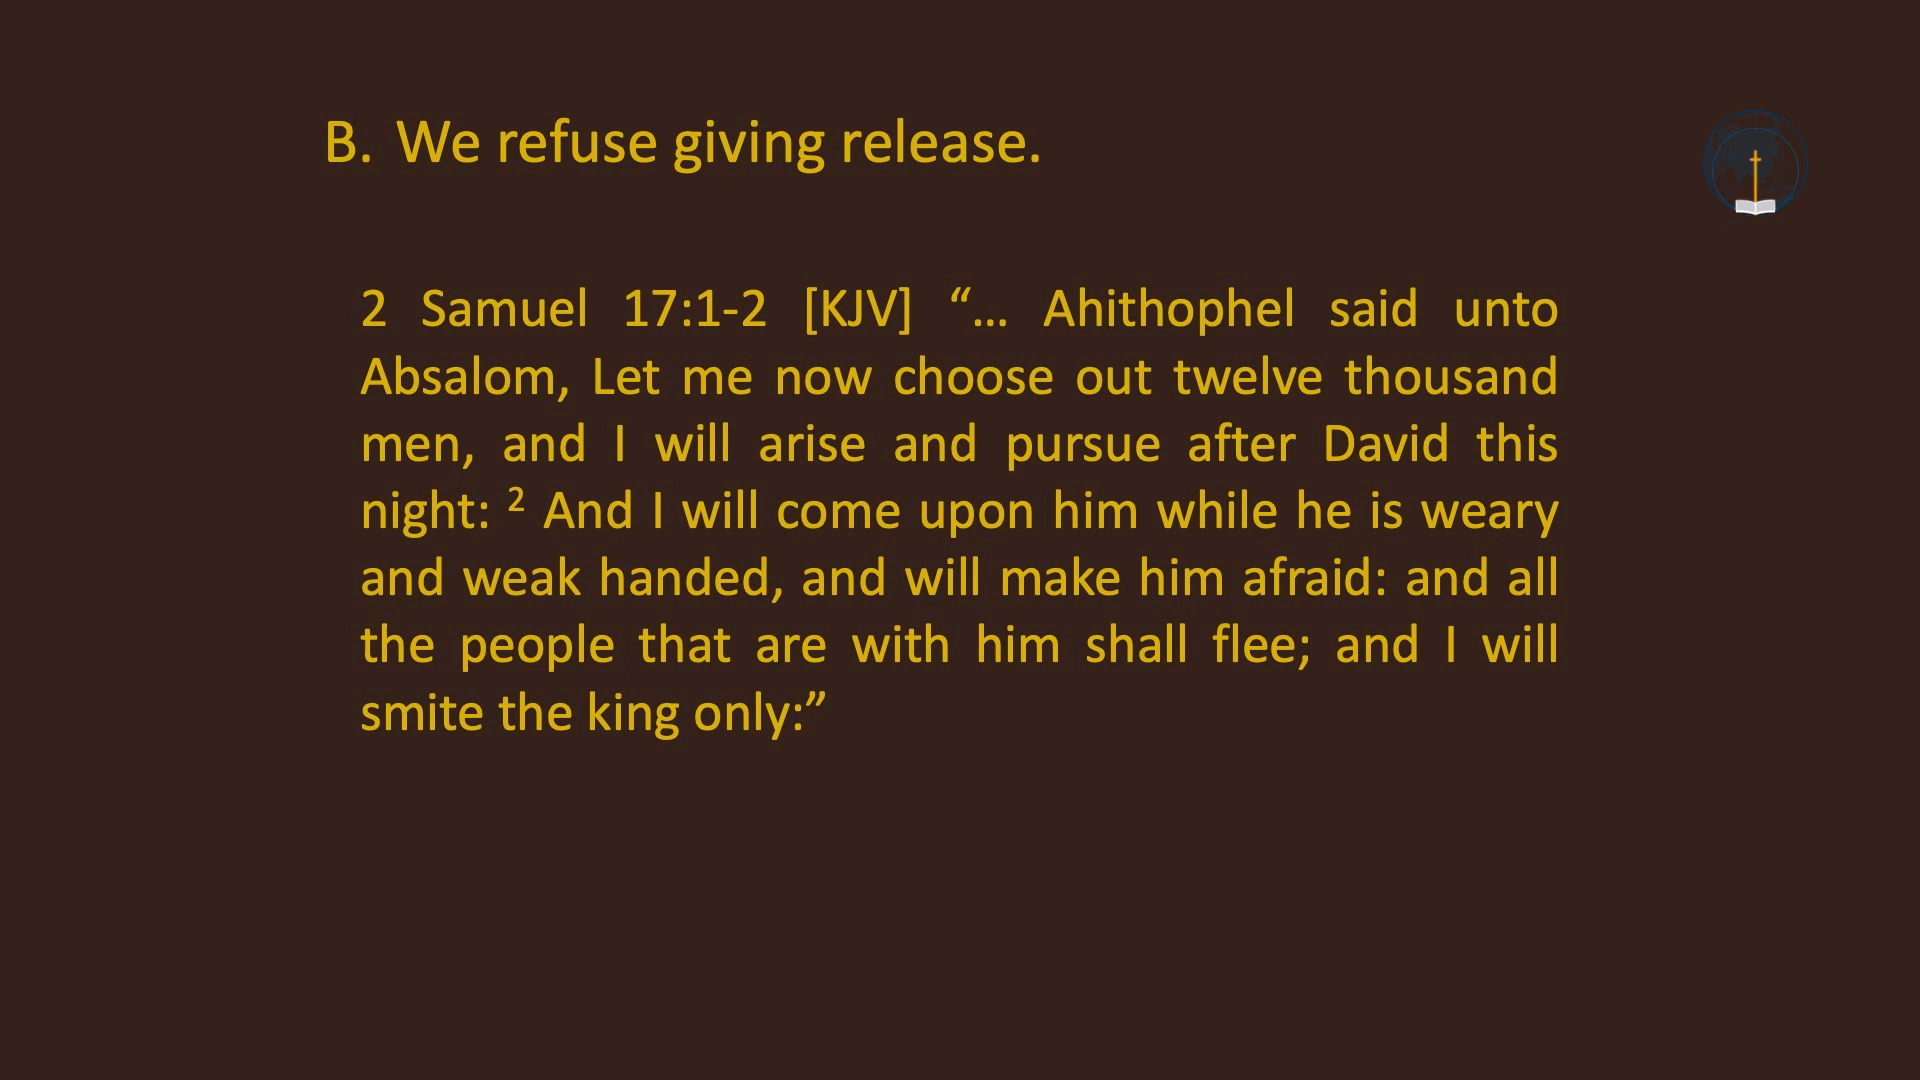 B. We refuse giving release.
2 Samuel 17:1-2 [KJV] “… Ahithophel said unto
Absalom, Let me now choose out twelve thousand
men, and I will arise and pursue after David this
night: ² And I will come upon him while he is weary
and weak handed, and will make him afraid: and all
the people that are with him shall flee; and I will
smite the king only:”